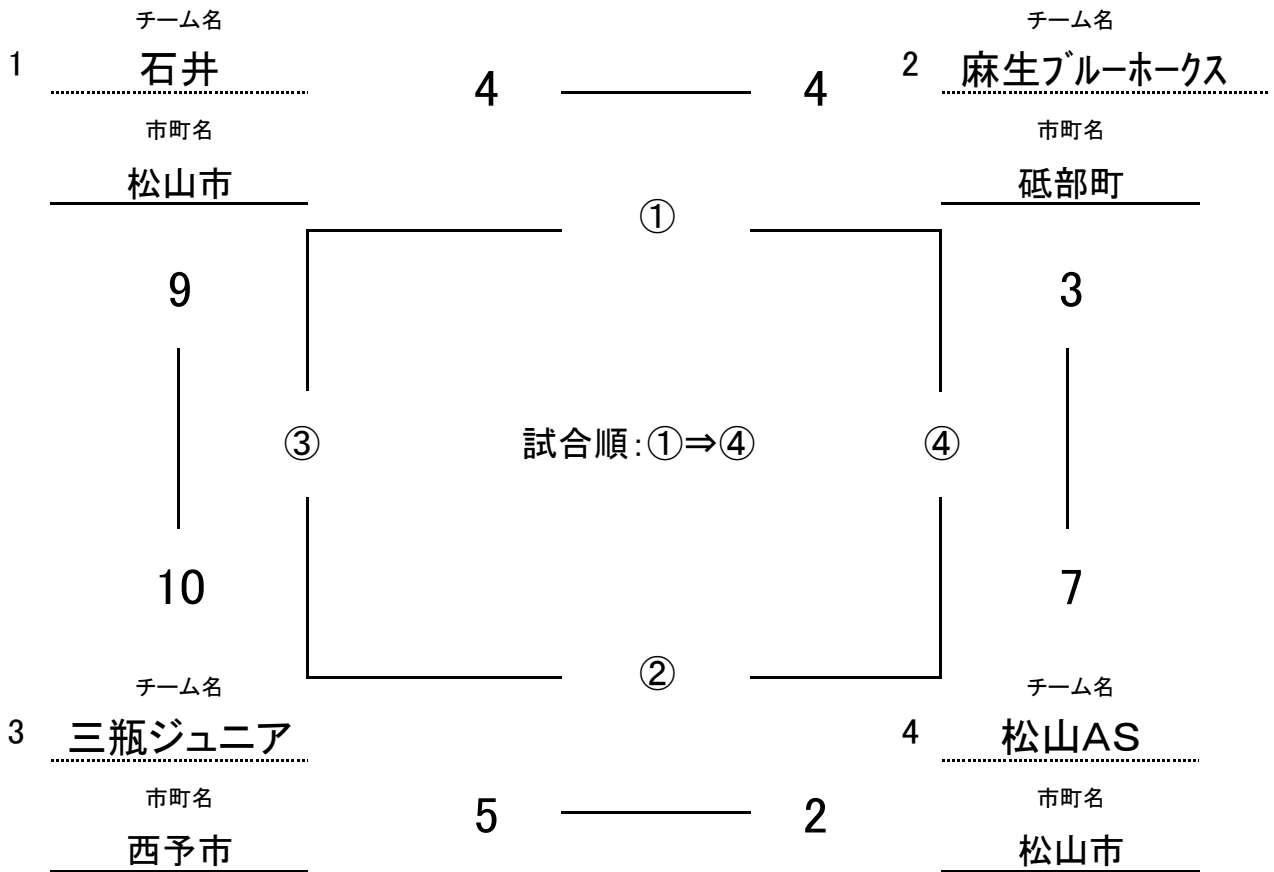 チーム名
1 石井
市町名
松山市
4 4
チーム名
2 麻生ブルーホークス
市町名
砥部町
①
9
3
③
試合順:①⇒④
④
10
7
②
チーム名
3 三瓶ジュニア
市町名
西予市
5 2
チーム名
4 松山AS
市町名
松山市